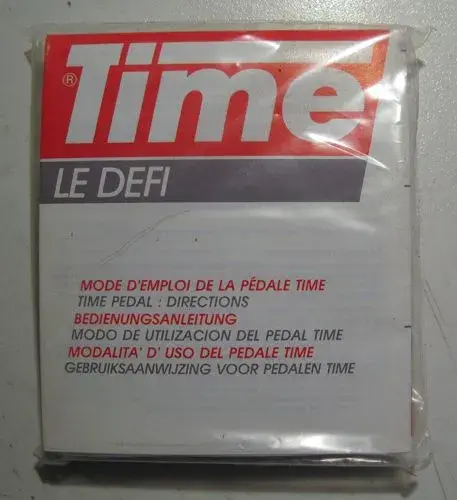 Time
®
LE DEFI
MODE D'EMPLOI DE LA PÉDALE TIME
TIME PEDAL : DIRECTIONS
BEDIENUNGSANLEITUNG
MODO DE UTILIZACION DEL PEDAL TIME
MODALITA' D' USO DEL PEDALE TIME
GEBRUIKSAANWIJZING VOOR PEDALEN TIME